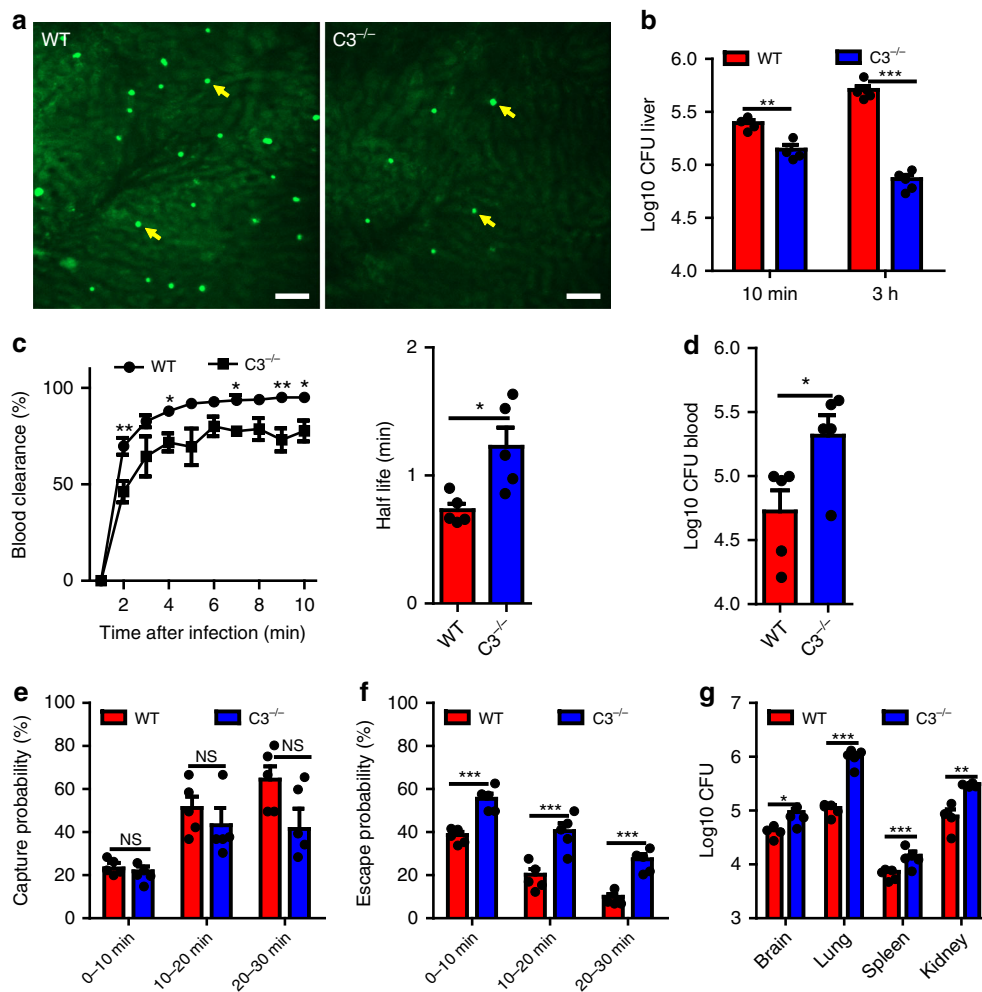 a
WT
C3⁻/⁻
b
Log10 CFU liver
WT
C3⁻/⁻
6.0
5.5
5.0
4.5
4.0
**
***
10 min
3 h
c
Blood clearance (%)
WT
C3⁻/⁻
100
50
0
**
*
*
**
*
2
4
6
8
10
Time after infection (min)
Half life (min)
2
1
0
*
WT
C3⁻/⁻
d
Log10 CFU blood
6.0
5.5
5.0
4.5
4.0
*
WT
C3⁻/⁻
e
Capture probability (%)
100
80
60
40
20
0
WT
C3⁻/⁻
NS
NS
NS
0–10 min
10–20 min
20–30 min
f
Escape probability (%)
100
80
60
40
20
0
WT
C3⁻/⁻
***
***
***
0–10 min
10–20 min
20–30 min
g
Log10 CFU
7
6
5
4
3
WT
C3⁻/⁻
*
***
***
**
Brain
Lung
Spleen
Kidney